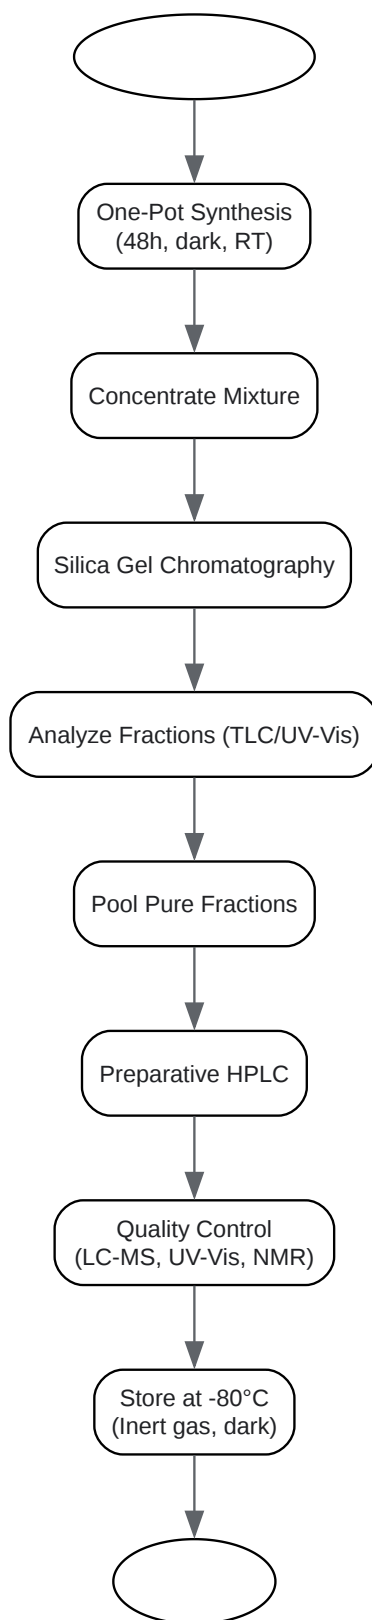 One-Pot Synthesis
(48h, dark, RT)
Concentrate Mixture
Silica Gel Chromatography
Analyze Fractions (TLC/UV-Vis)
Pool Pure Fractions
Preparative HPLC
Quality Control
(LC-MS, UV-Vis, NMR)
Store at -80°C
(Inert gas, dark)